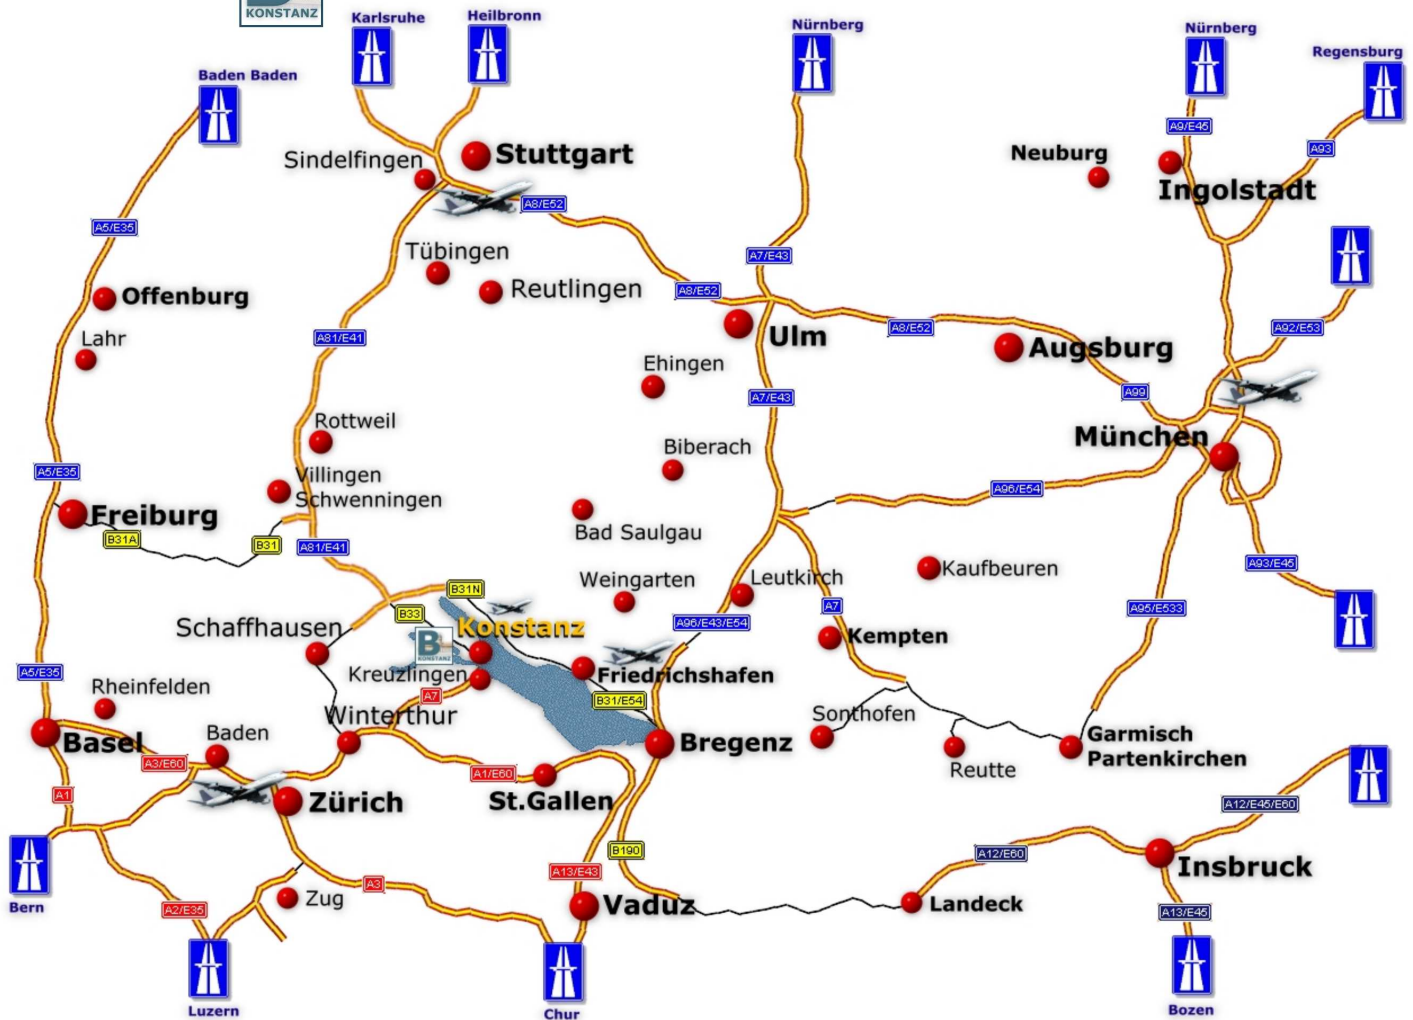 KONSTANZ
Karlsruhe
Heilbronn
Nürnberg
Nürnberg
Regensburg
Baden Baden
A9/E45
A93
Sindelfingen
Stuttgart
Neuburg
Ingolstadt
A8/E52
A5/E35
Tübingen
A7/E43
Reutlingen
A8/E52
Offenburg
Lahr
A81/E41
Ulm
A8/E52
A92/E53
Augsburg
Ehingen
A7/E43
A99
Rottweil
Biberach
München
A5/E35
Villingen
Schwenningen
A96/E54
Freiburg
B31A
B31
A81/E41
Bad Saulgau
Kaufbeuren
A93/E45
Weingarten
Leutkirch
B31N
B33
A7
A95/E533
Schaffhausen
Konstanz
B
KONSTANZ
A96/E43/E54
Kempten
A5/E35
Kreuzlingen
Friedrichshafen
Rheinfelden
A7
B31/E54
Winterthur
Sonthofen
Basel
Baden
Bregenz
Garmisch
Partenkirchen
A3/E60
A1/E60
Reutte
A1
Zürich
St.Gallen
A12/E45/E60
B190
A12/E60
Insbruck
A13/E43
A3
Zug
Vaduz
Landeck
Bern
A2/E35
A13/E45
Luzern
Chur
Bozen